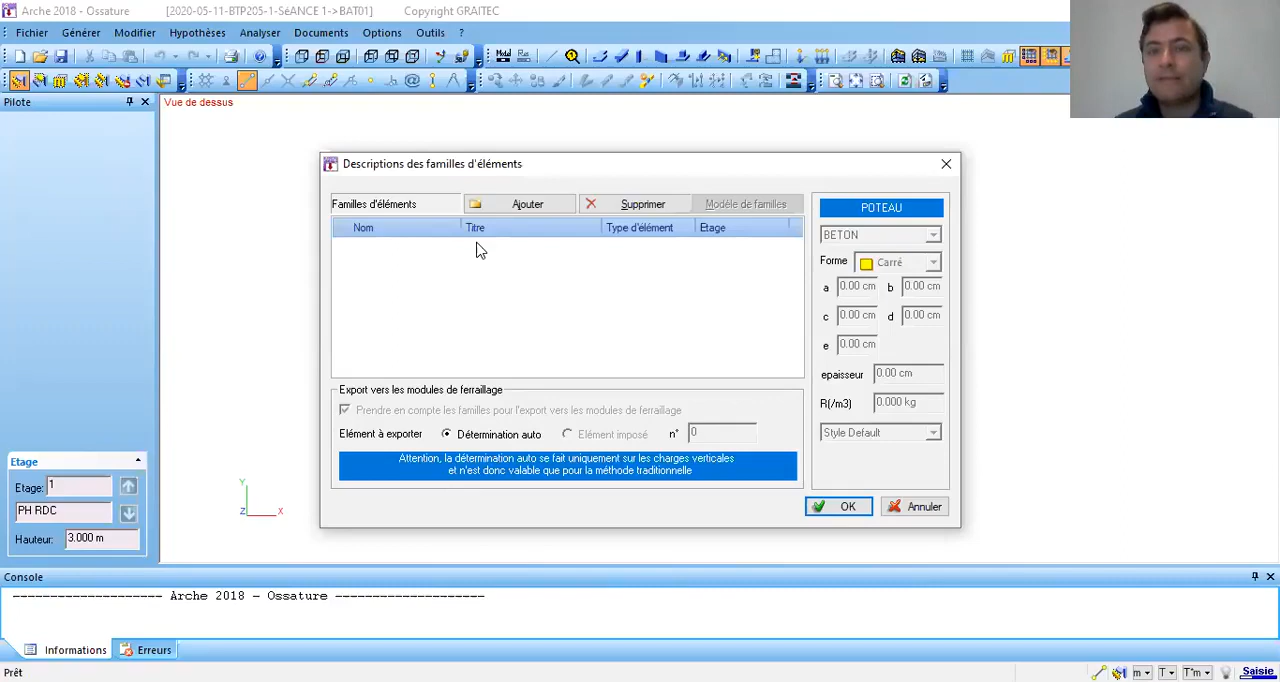 Arche 2018 - Ossature [2020-05-11-BTP205-1-SéANCE 1->BAT01] Copyright GRAITEC
Fichier Générer Modifier Hypothèses Analyser Documents Options Outils ?
Pilote
Vue de dessus
Descriptions des familles d'éléments
Familles d'éléments Ajouter Supprimer Modéle de familles
Nom Titre Type d'élément Etage
POTEAU
BETON
Forme Carré
a 0.00 cm b 0.00 cm
c 0.00 cm d 0.00 cm
e 0.00 cm
epaisseur 0.00 cm
R(/m3) 0.000 kg
Style Default
Export vers les modules de ferraillage
Prendre en compte les familles pour l'export vers les modules de ferraillage
Elément à exporter Détermination auto Elément imposé n° 0
Attention, la détermination auto se fait uniquement sur les charges verticales
et n'est donc valable que pour la méthode traditionnelle
OK Annuler
Etage
Etage: 1
PH RDC
Hauteur: 3.000 m
Y
Z X
Console
-------------------- Arche 2018 - Ossature --------------------
Informations Erreurs
Prêt m T T*m Saisie